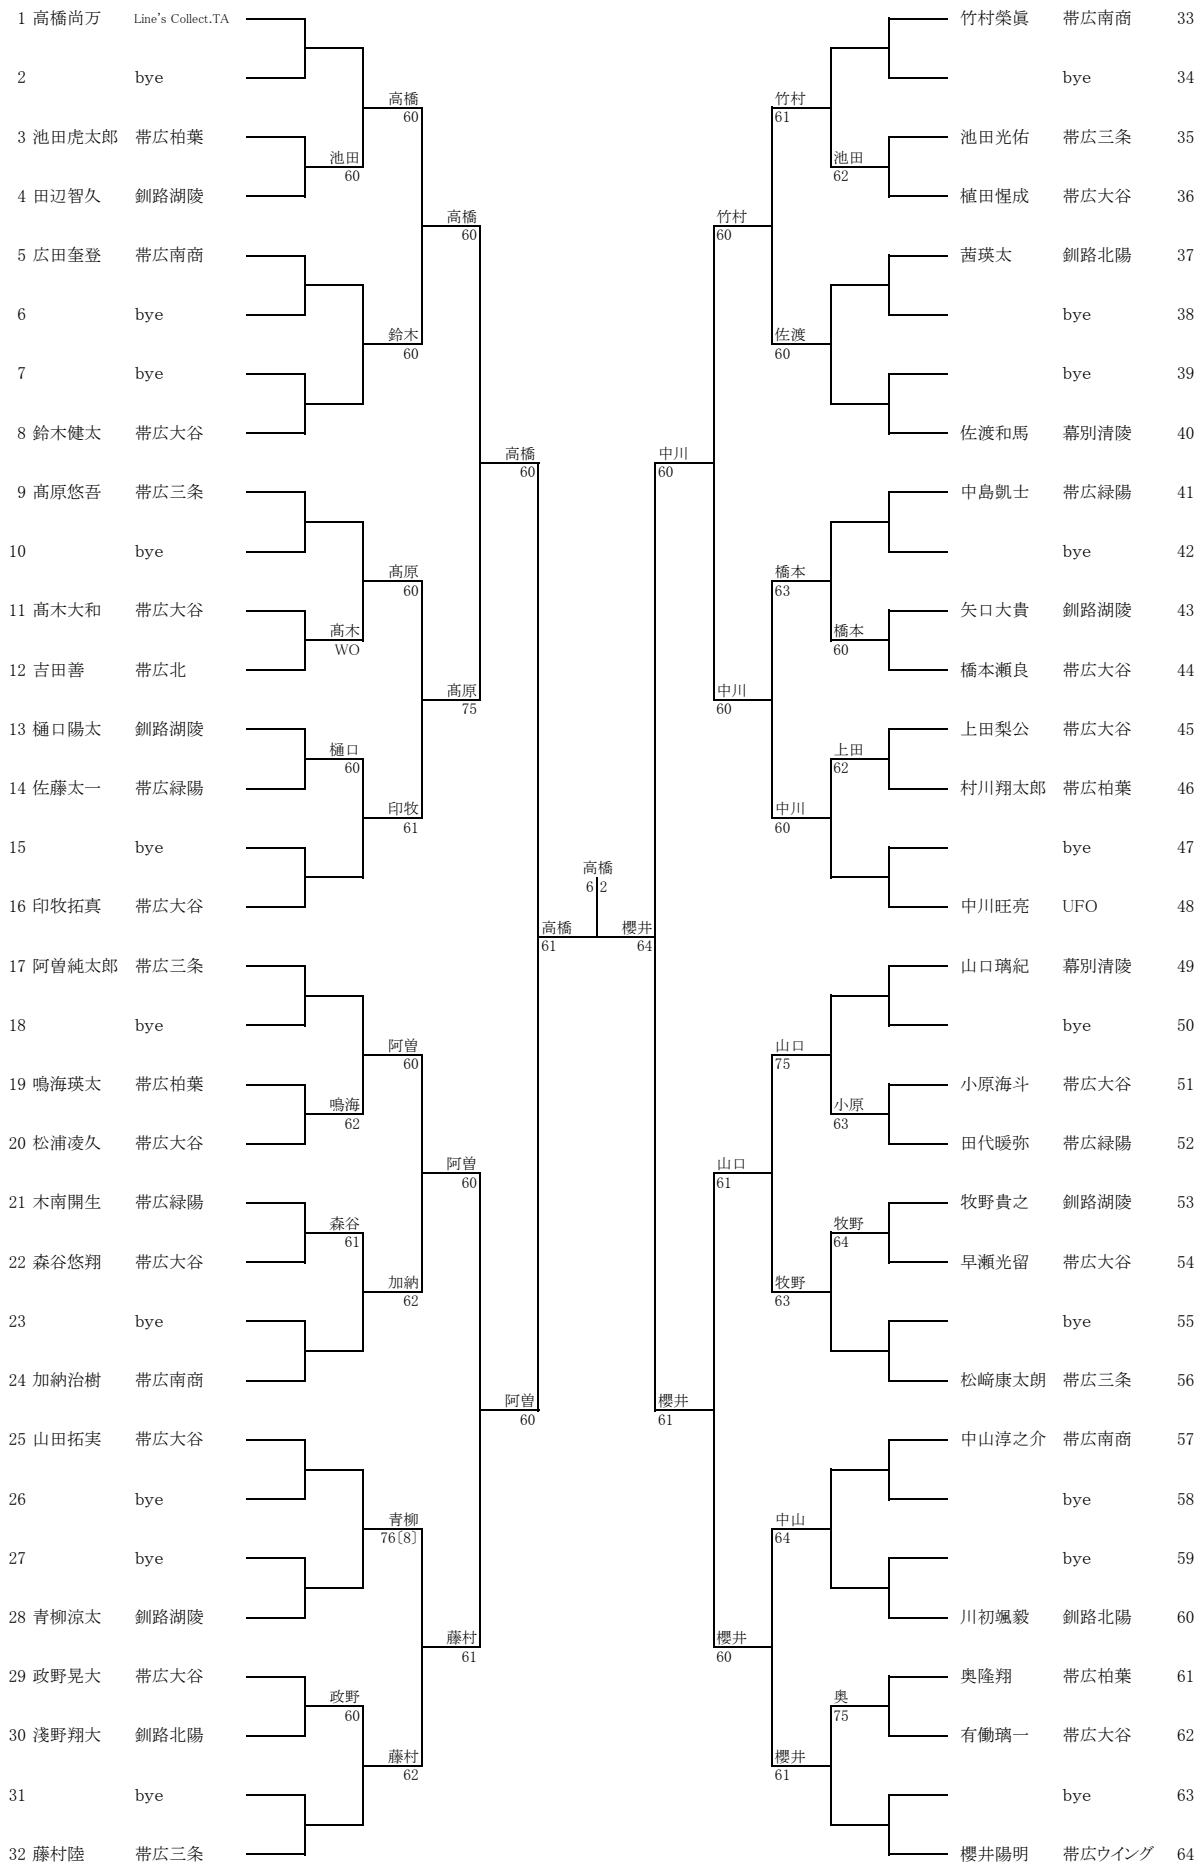 1 高橋尚万 Line's Collect.TA
2 bye
高橋
60
3 池田虎太郎 帯広柏葉
池田
60
4 田辺智久 釧路湖陵
高橋
60
5 広田奎登 帯広南商
6 bye
鈴木
60
7 bye
8 鈴木健太 帯広大谷
高橋
60
9 髙原悠吾 帯広三条
10 bye
髙原
60
11 髙木大和 帯広大谷
髙木
WO
12 吉田善 帯広北
髙原
75
13 樋口陽太 釧路湖陵
樋口
60
14 佐藤太一 帯広緑陽
印牧
61
15 bye
16 印牧拓真 帯広大谷
高橋
61
17 阿曽純太郎 帯広三条
18 bye
阿曽
60
19 鳴海瑛太 帯広柏葉
鳴海
62
20 松浦凌久 帯広大谷
阿曽
60
21 木南開生 帯広緑陽
森谷
61
22 森谷悠翔 帯広大谷
加納
62
23 bye
24 加納治樹 帯広南商
阿曽
60
25 山田拓実 帯広大谷
26 bye
青柳
76〔8〕
27 bye
28 青柳涼太 釧路湖陵
藤村
61
29 政野晃大 帯広大谷
政野
60
30 淺野翔大 釧路北陽
藤村
62
31 bye
32 藤村陸 帯広三条
高橋
62
竹村榮眞 帯広南商 33
bye 34
竹村
61
池田光佑 帯広三条 35
池田
62
植田惺成 帯広大谷 36
竹村
60
茜瑛太 釧路北陽 37
bye 38
佐渡
60
bye 39
佐渡和馬 幕別清陵 40
中川
60
中島凱士 帯広緑陽 41
bye 42
橋本
63
矢口大貴 釧路湖陵 43
橋本
60
橋本瀬良 帯広大谷 44
中川
60
上田梨公 帯広大谷 45
上田
62
村川翔太郎 帯広柏葉 46
中川
60
bye 47
中川旺亮 UFO 48
櫻井
64
山口璃紀 幕別清陵 49
bye 50
山口
75
小原海斗 帯広大谷 51
小原
63
田代暖弥 帯広緑陽 52
山口
61
牧野貴之 釧路湖陵 53
牧野
64
早瀬光留 帯広大谷 54
牧野
63
bye 55
松﨑康太朗 帯広三条 56
櫻井
61
中山淳之介 帯広南商 57
bye 58
中山
64
bye 59
川初颯毅 釧路北陽 60
櫻井
60
奥隆翔 帯広柏葉 61
奥
75
有働璃一 帯広大谷 62
櫻井
61
bye 63
櫻井陽明 帯広ウイング 64